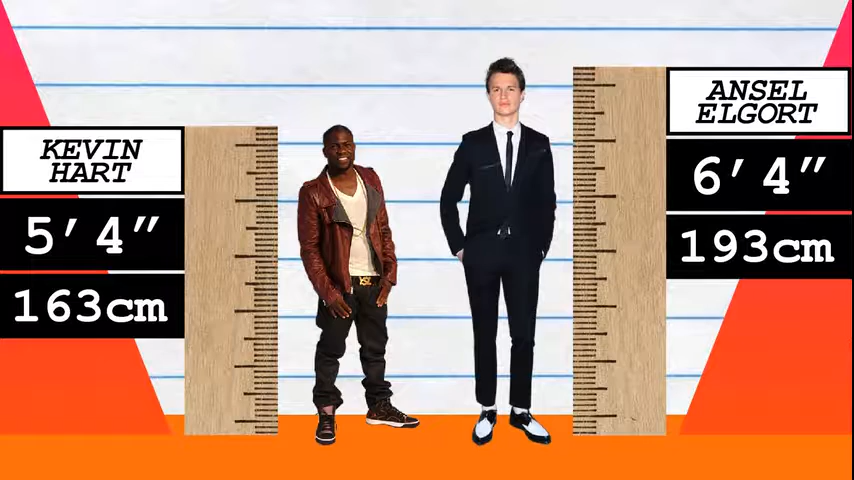 KEVIN
HART
5’4”
163cm
ANSEL
ELGORT
6’4”
193cm